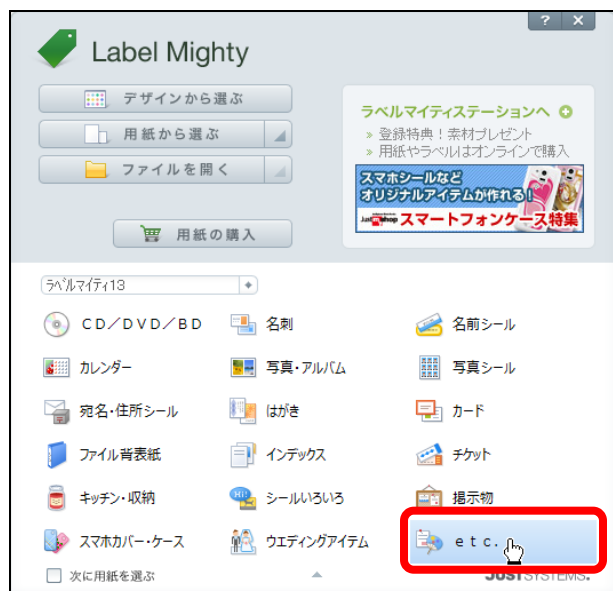 ? X
Label Mighty
デザインから選ぶ
用紙から選ぶ
ファイルを開く
用紙の購入
ラベルマイティステーションへ
» 登録特典！素材プレゼント
» 用紙やラベルはオンラインで購入
スマホシールなど
オリジナルアイテムが作れる!
Just MyShop スマートフォンケース特集
ラベルマイティ13
CD/DVD/BD
名刺
名前シール
カレンダー
写真・アルバム
写真シール
宛名・住所シール
はがき
カード
ファイル背表紙
インデックス
チケット
キッチン・収納
Hi!
シールいろいろ
掲示物
スマホカバー・ケース
ウエディングアイテム
etc.
次に用紙を選ぶ
JUSTSYSTEMS.